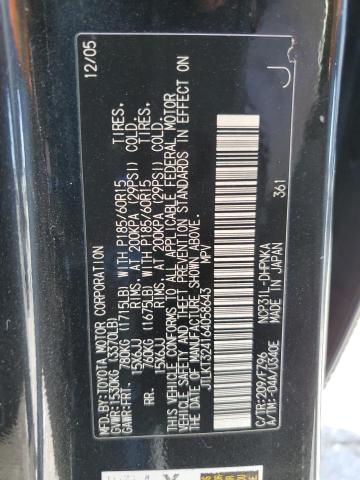 12/05
MFD.BY:TOYOTA MOTOR CORPORATION
GVWR:1530KG (3370LB)
GAWR:FRT. 780KG (1715LB) WITH P185/60R15 TIRES.
15X6JJ RIMS. AT 200KPA (29PSI) COLD.
RR. 760KG (1675LB) WITH P185/60R15 TIRES.
15X6JJ RIMS. AT 200KPA (29PSI) COLD.
THIS VEHICLE CONFORMS TO ALL APPLICABLE FEDERAL MOTOR
VEHICLE SAFETY AND THEFT PREVENTION STANDARDS IN EFFECT ON
THE DATE OF MANUFACTURE SHOWN ABOVE.
JTLKT324164058643
MPV
J
361
C/TR:209/F796 NCP31L-DHPNKA
A/TM:-04A/U340E MADE IN JAPAN